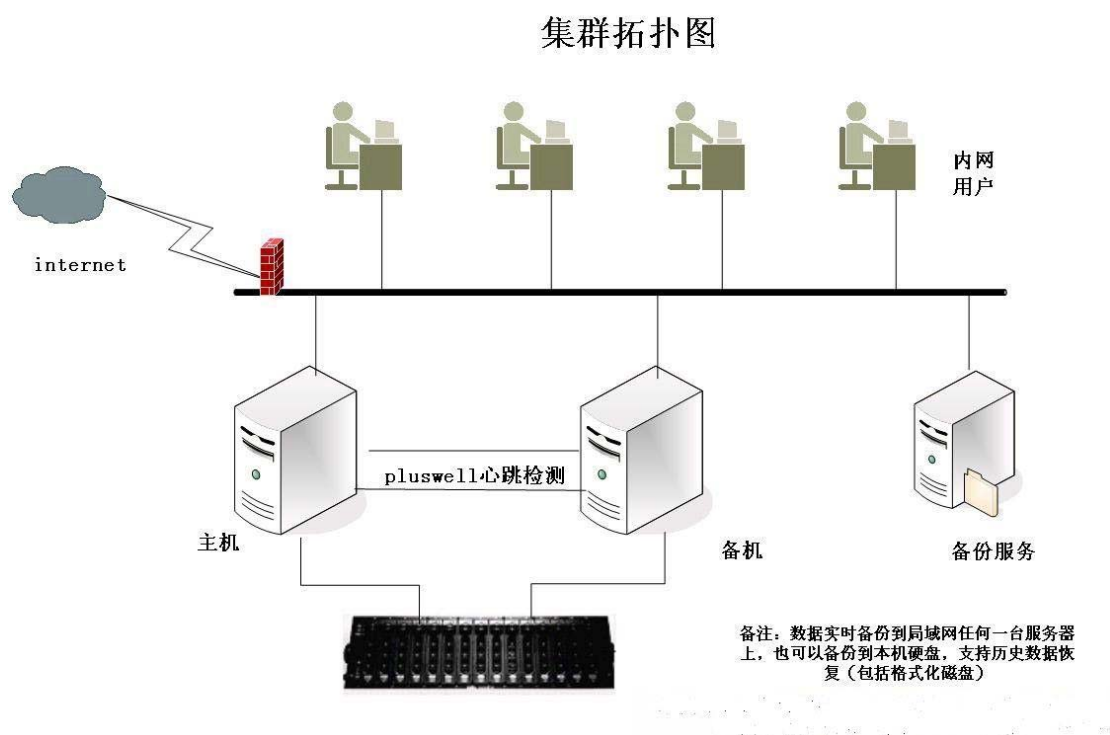 集群拓扑图
内网
用户
internet
pluswell心跳检测
主机
备机
备份服务
备注：数据实时备份到局域网任何一台服务器
上，也可以备份到本机硬盘，支持历史数据恢
复（包括格式化磁盘）